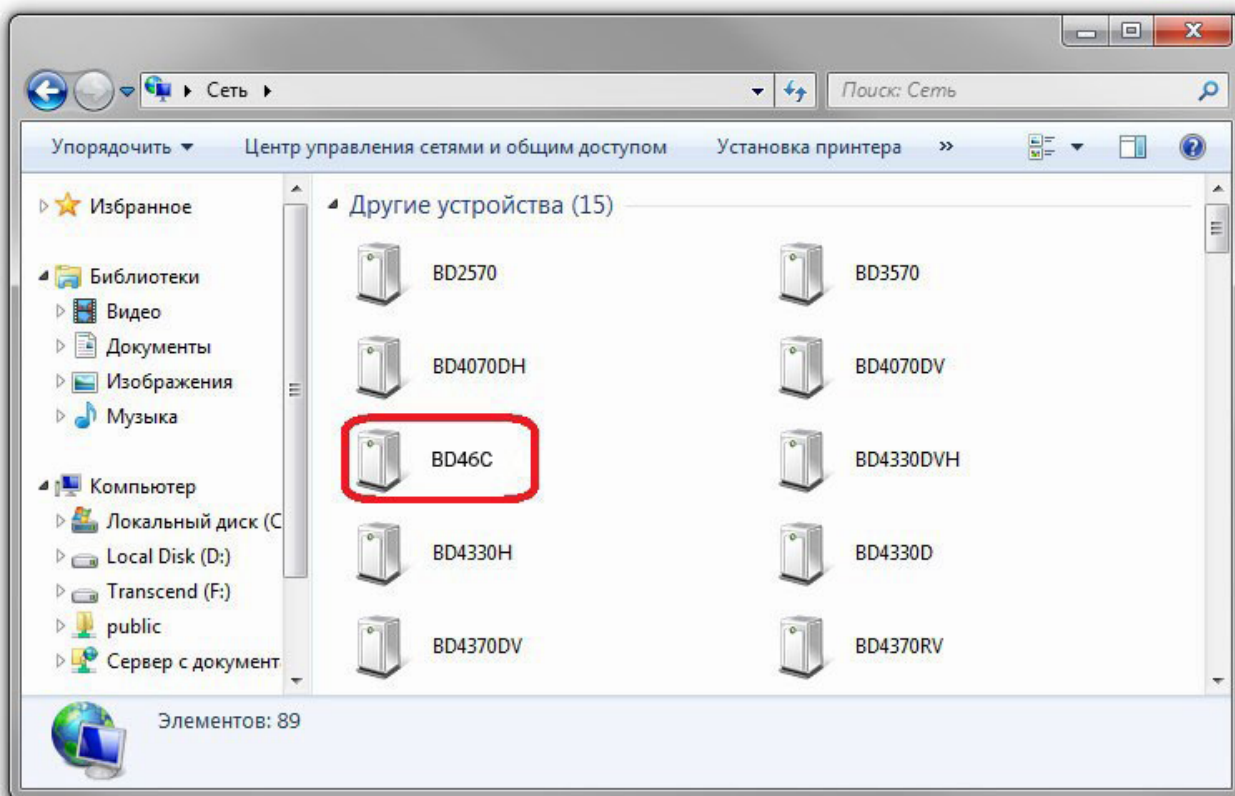 Сеть
Поиск: Сеть
Упорядочить Центр управления сетями и общим доступом Установка принтера »
Избранное
Библиотеки
Видео
Документы
Изображения
Музыка
Компьютер
Локальный диск (C
Local Disk (D:)
Transcend (F:)
public
Сервер с документ
Другие устройства (15)
BD2570 BD3570
BD4070DH BD4070DV
BD46C BD4330DVH
BD4330H BD4330D
BD4370DV BD4370RV
Элементов: 89